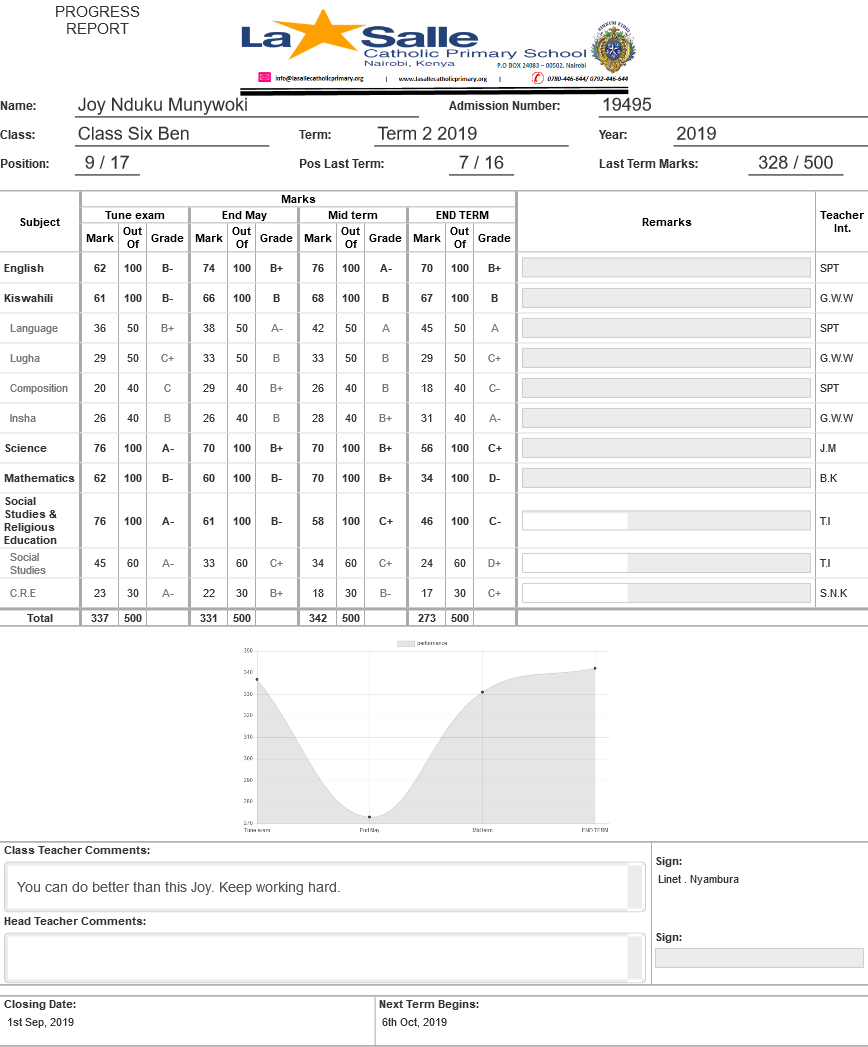 PROGRESS
REPORT
La Salle
Catholic Primary School
Nairobi, Kenya
P.O BOX 24083 – 00502, Nairobi
info@lasallecatholicprimary.org | www.lasallecatholicprimary.org | 0780-446-644/ 0792-446-644
Name: Joy Nduku Munywoki Admission Number: 19495
Class: Class Six Ben Term: Term 2 2019 Year: 2019
Position: 9 / 17 Pos Last Term: 7 / 16 Last Term Marks: 328 / 500
Subject Marks Remarks Teacher Int.
Tune exam End May Mid term END TERM
Mark Out Of Grade Mark Out Of Grade Mark Out Of Grade Mark Out Of Grade
English 62 100 B- 74 100 B+ 76 100 A- 70 100 B+ SPT
Kiswahili 61 100 B- 66 100 B 68 100 B 67 100 B G.W.W
Language 36 50 B+ 38 50 A- 42 50 A 45 50 A SPT
Lugha 29 50 C+ 33 50 B 33 50 B 29 50 C+ G.W.W
Composition 20 40 C 29 40 B+ 26 40 B 18 40 C- SPT
Insha 26 40 B 26 40 B 28 40 B+ 31 40 A- G.W.W
Science 76 100 A- 70 100 B+ 70 100 B+ 56 100 C+ J.M
Mathematics 62 100 B- 60 100 B- 70 100 B+ 34 100 D- B.K
Social Studies & Religious Education 76 100 A- 61 100 B- 58 100 C+ 46 100 C- T.I
Social Studies 45 60 A- 33 60 C+ 34 60 C+ 24 60 D+ T.I
C.R.E 23 30 A- 22 30 B+ 18 30 B- 17 30 C+ S.N.K
Total 337 500 331 500 342 500 273 500
performance
350
340
330
320
310
300
290
280
270
Tune exam End May Mid term END TERM
Class Teacher Comments:
Sign:
You can do better than this Joy. Keep working hard.
Linet . Nyambura
Head Teacher Comments:
Sign:
Closing Date: Next Term Begins:
1st Sep, 2019 6th Oct, 2019